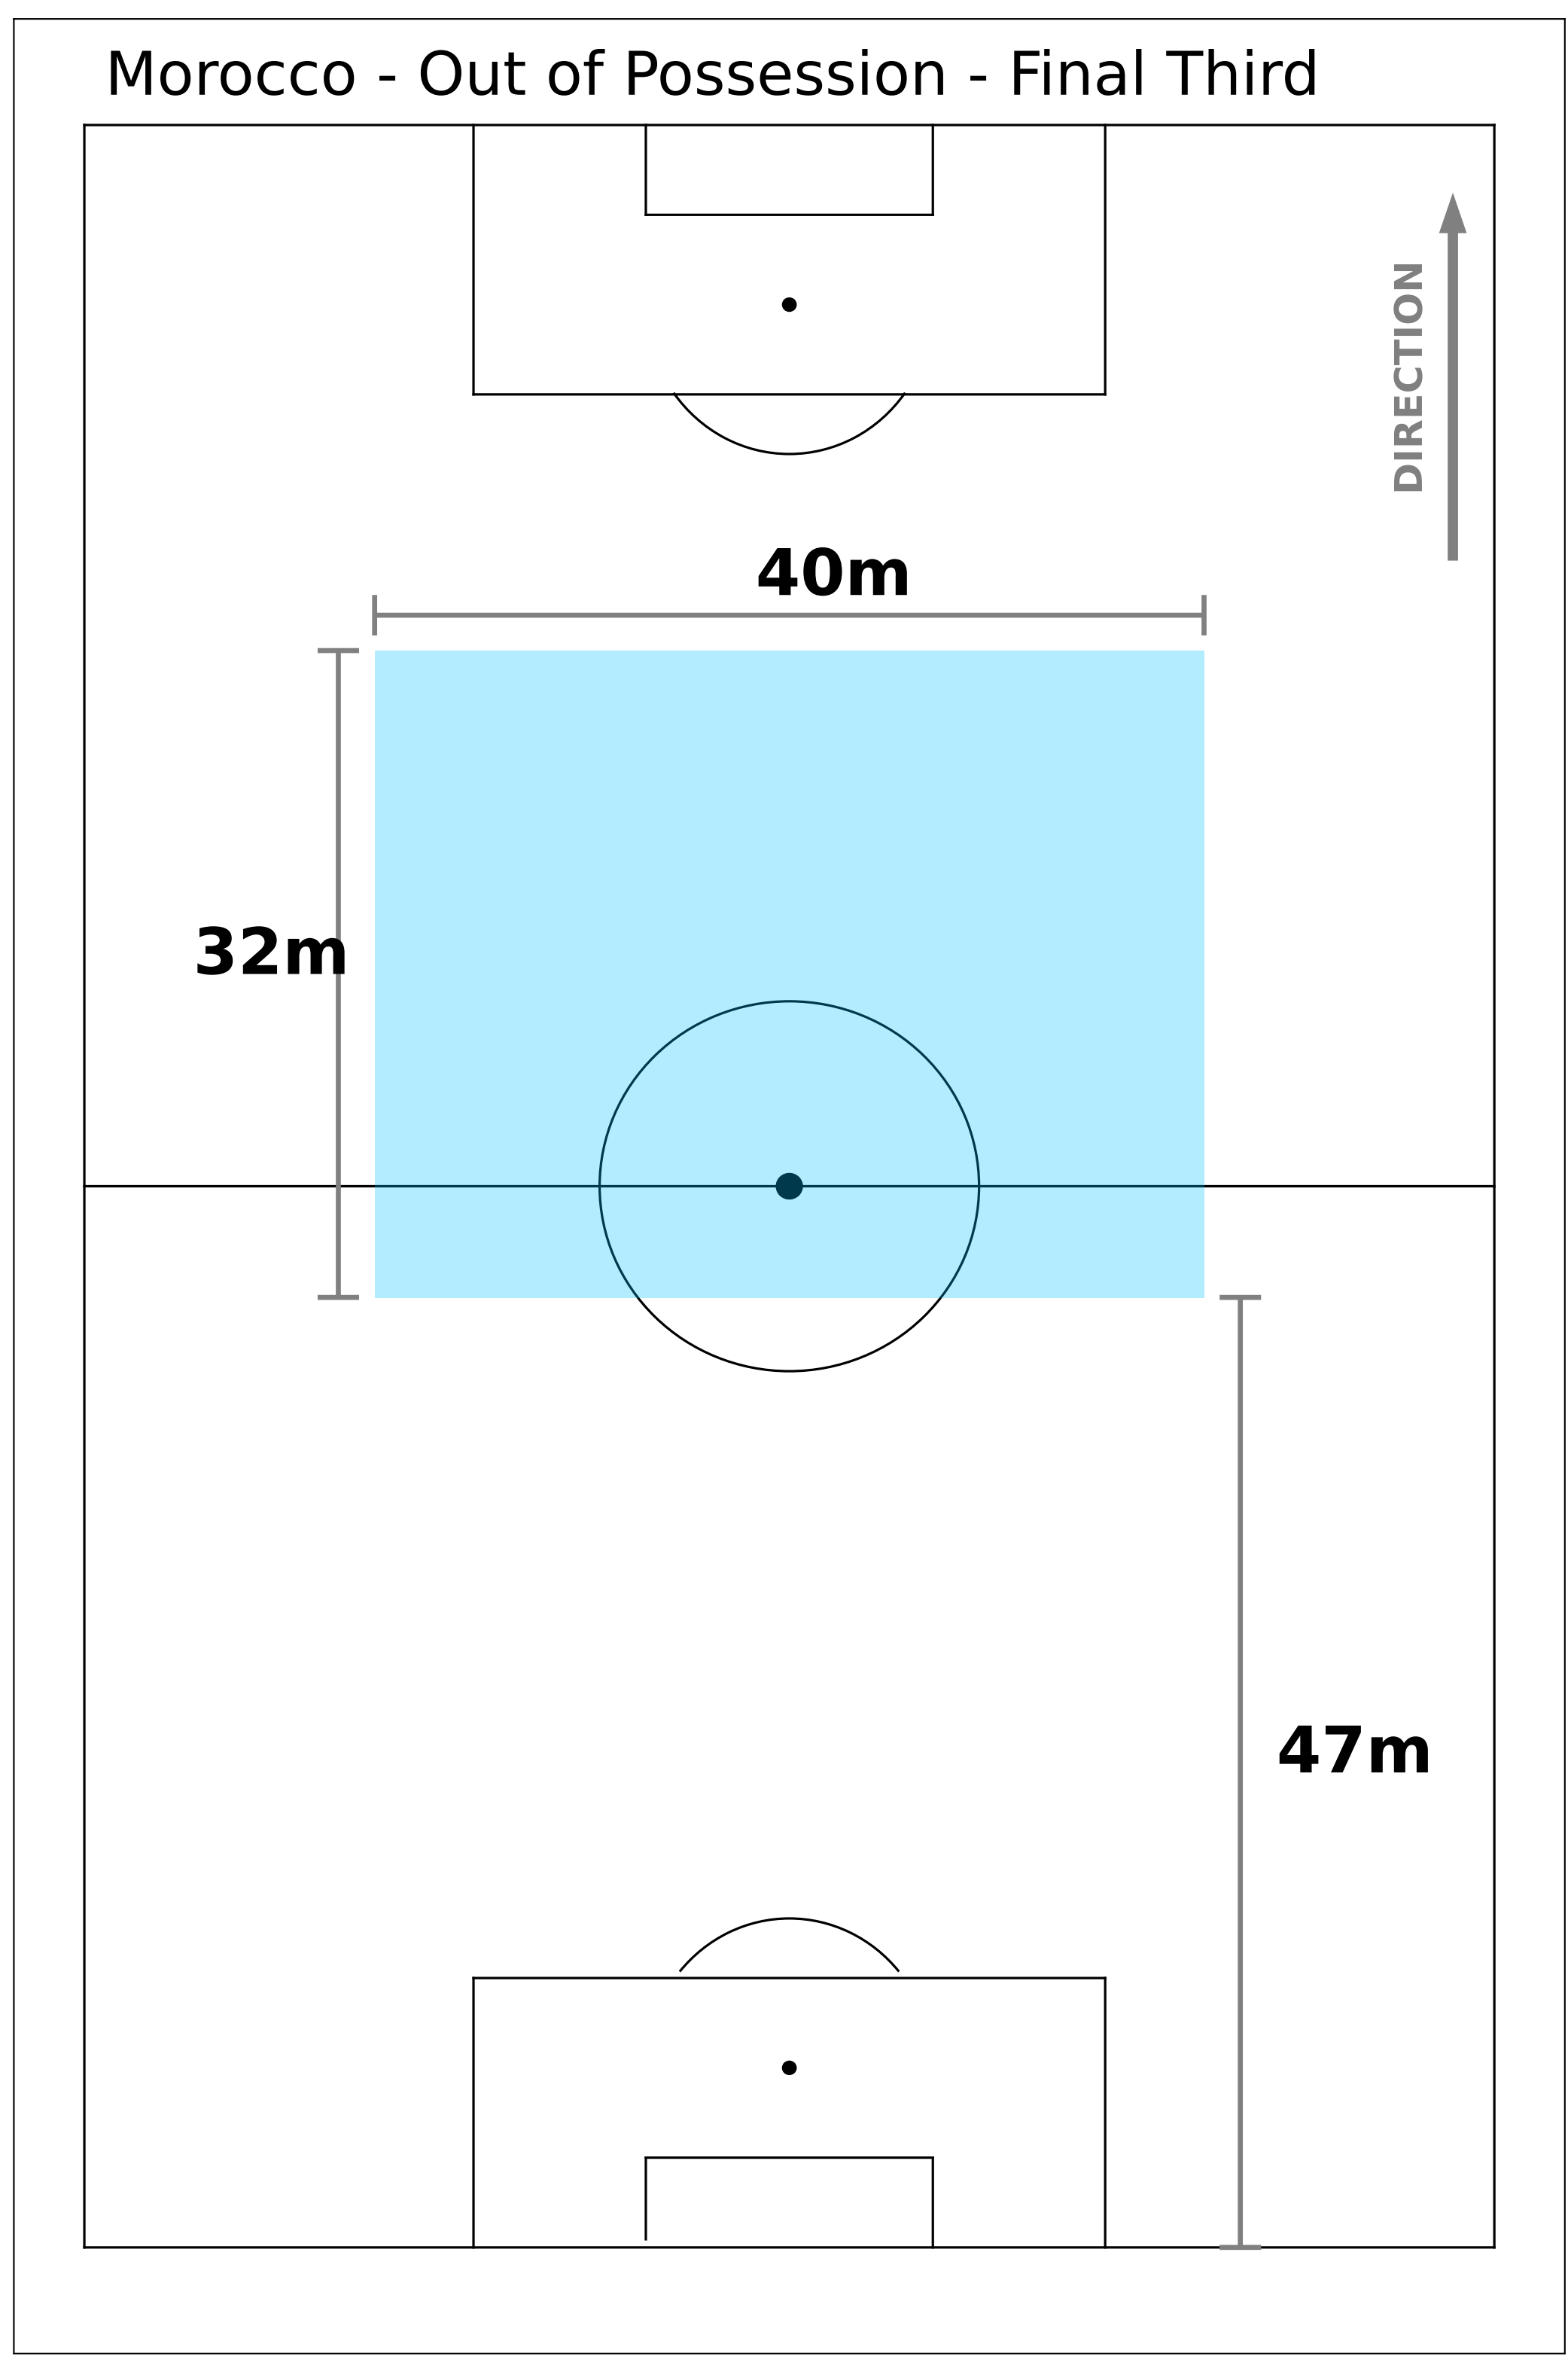 Morocco - Out of Possession - Final Third
DIRECTION
40m
32m
47m